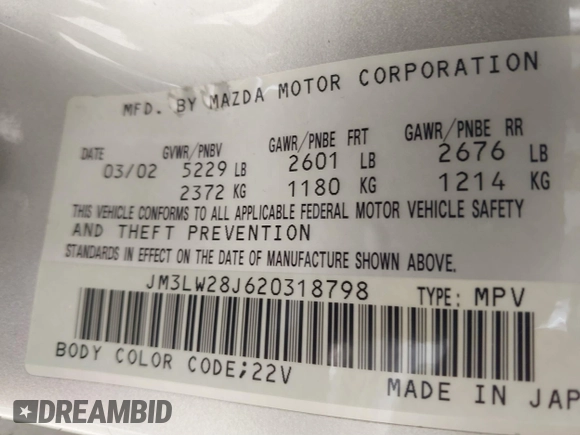 MFD. BY MAZDA MOTOR CORPORATION
DATE GVWR/PNBV GAWR/PNBE FRT GAWR/PNBE RR
03/02 5229 LB 2601 LB 2676 LB
2372 KG 1180 KG 1214 KG
THIS VEHICLE CONFORMS TO ALL APPLICABLE FEDERAL MOTOR VEHICLE SAFETY
AND THEFT PREVENTION
STANDARDS IN EFFECT ON THE DATE OF MANUFACTURE SHOWN ABOVE.
JM3LW28J620318798 TYPE: MPV
BODY COLOR CODE;22V
MADE IN JAP
DREAMBID